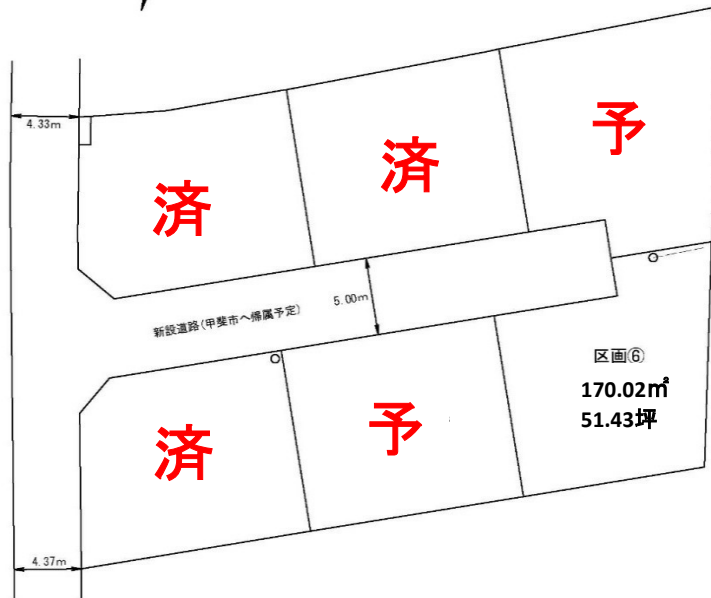 予
済
済
4.33m
5.00m
新設道路(甲斐市へ帰属予定)
区画⑥
170.02㎡
51.43坪
予
済
4.37m